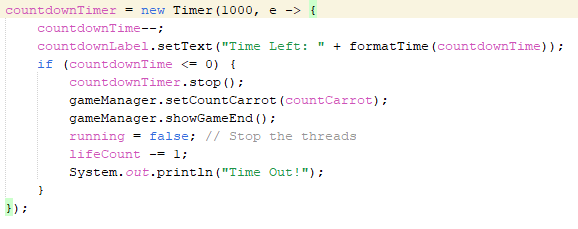 countdownTimer = new Timer(1000, e -> {
    countdownTime--;
    countdownLabel.setText("Time Left: " + formatTime(countdownTime));
    if (countdownTime <= 0) {
        countdownTimer.stop();
        gameManager.setCountCarrot(countCarrot);
        gameManager.showGameEnd();
        running = false; // Stop the threads
        lifeCount -= 1;
        System.out.println("Time Out!");
    }
});